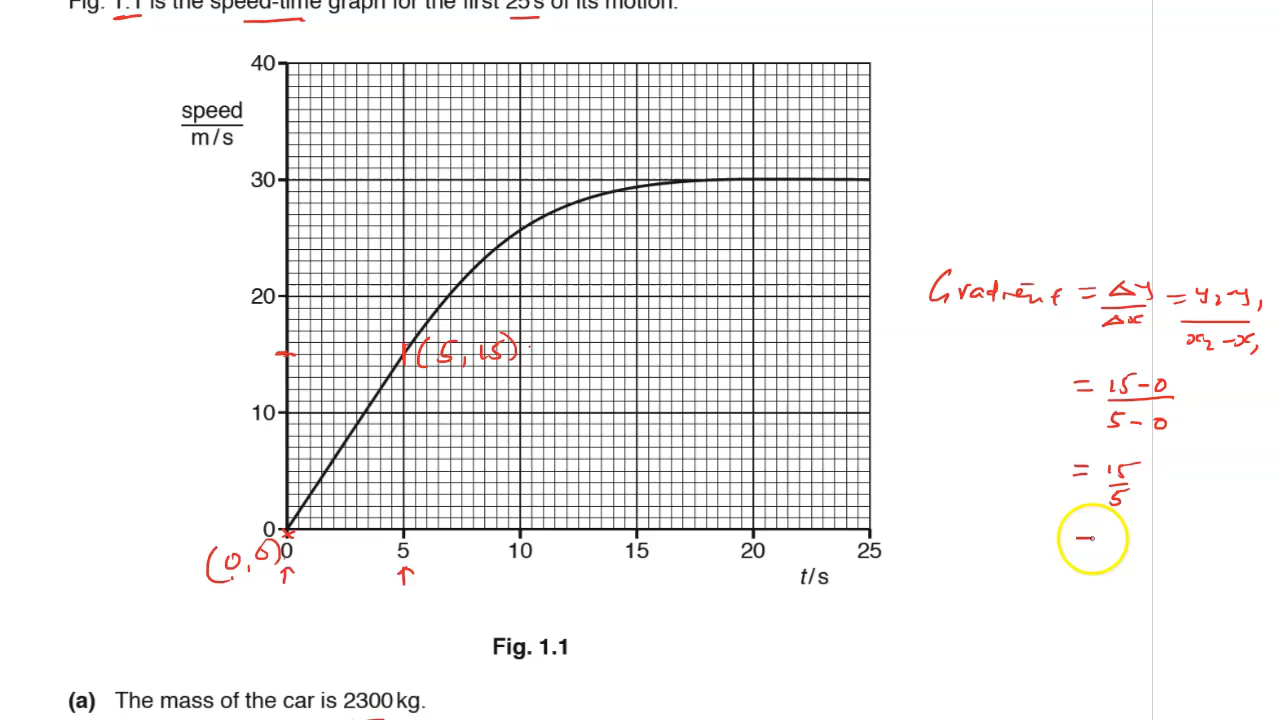 Fig. 1.1 is the speed-time graph for the first 25 s of its motion.
40
speed
m/s
30
20
10
0
0 5 10 15 20 25
t/s
(5, 15)
(0, 0)
Gradient = Δy/Δx = y₂-y₁/x₂-x₁
= 15-0/5-0
= 15/5
=
Fig. 1.1
(a) The mass of the car is 2300 kg.